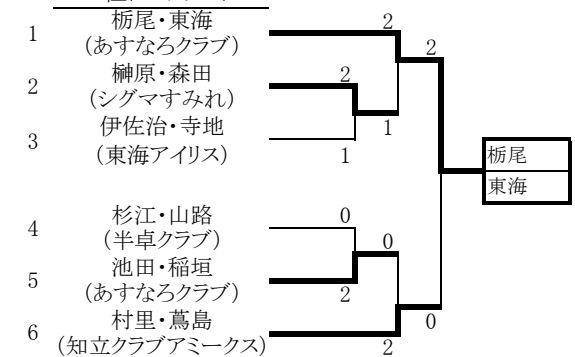 1 栃尾・東海 2
(あすなろクラブ) 2
2 榊原・森田 2
(シグマすみれ)
3 伊佐治・寺地 1
(東海アイリス) 1
栃尾
東海
4 杉江・山路 0
(半卓クラブ)
5 池田・稲垣 0
(あすなろクラブ) 2
6 村里・蔦島 0
(知立クラブアミークス) 2